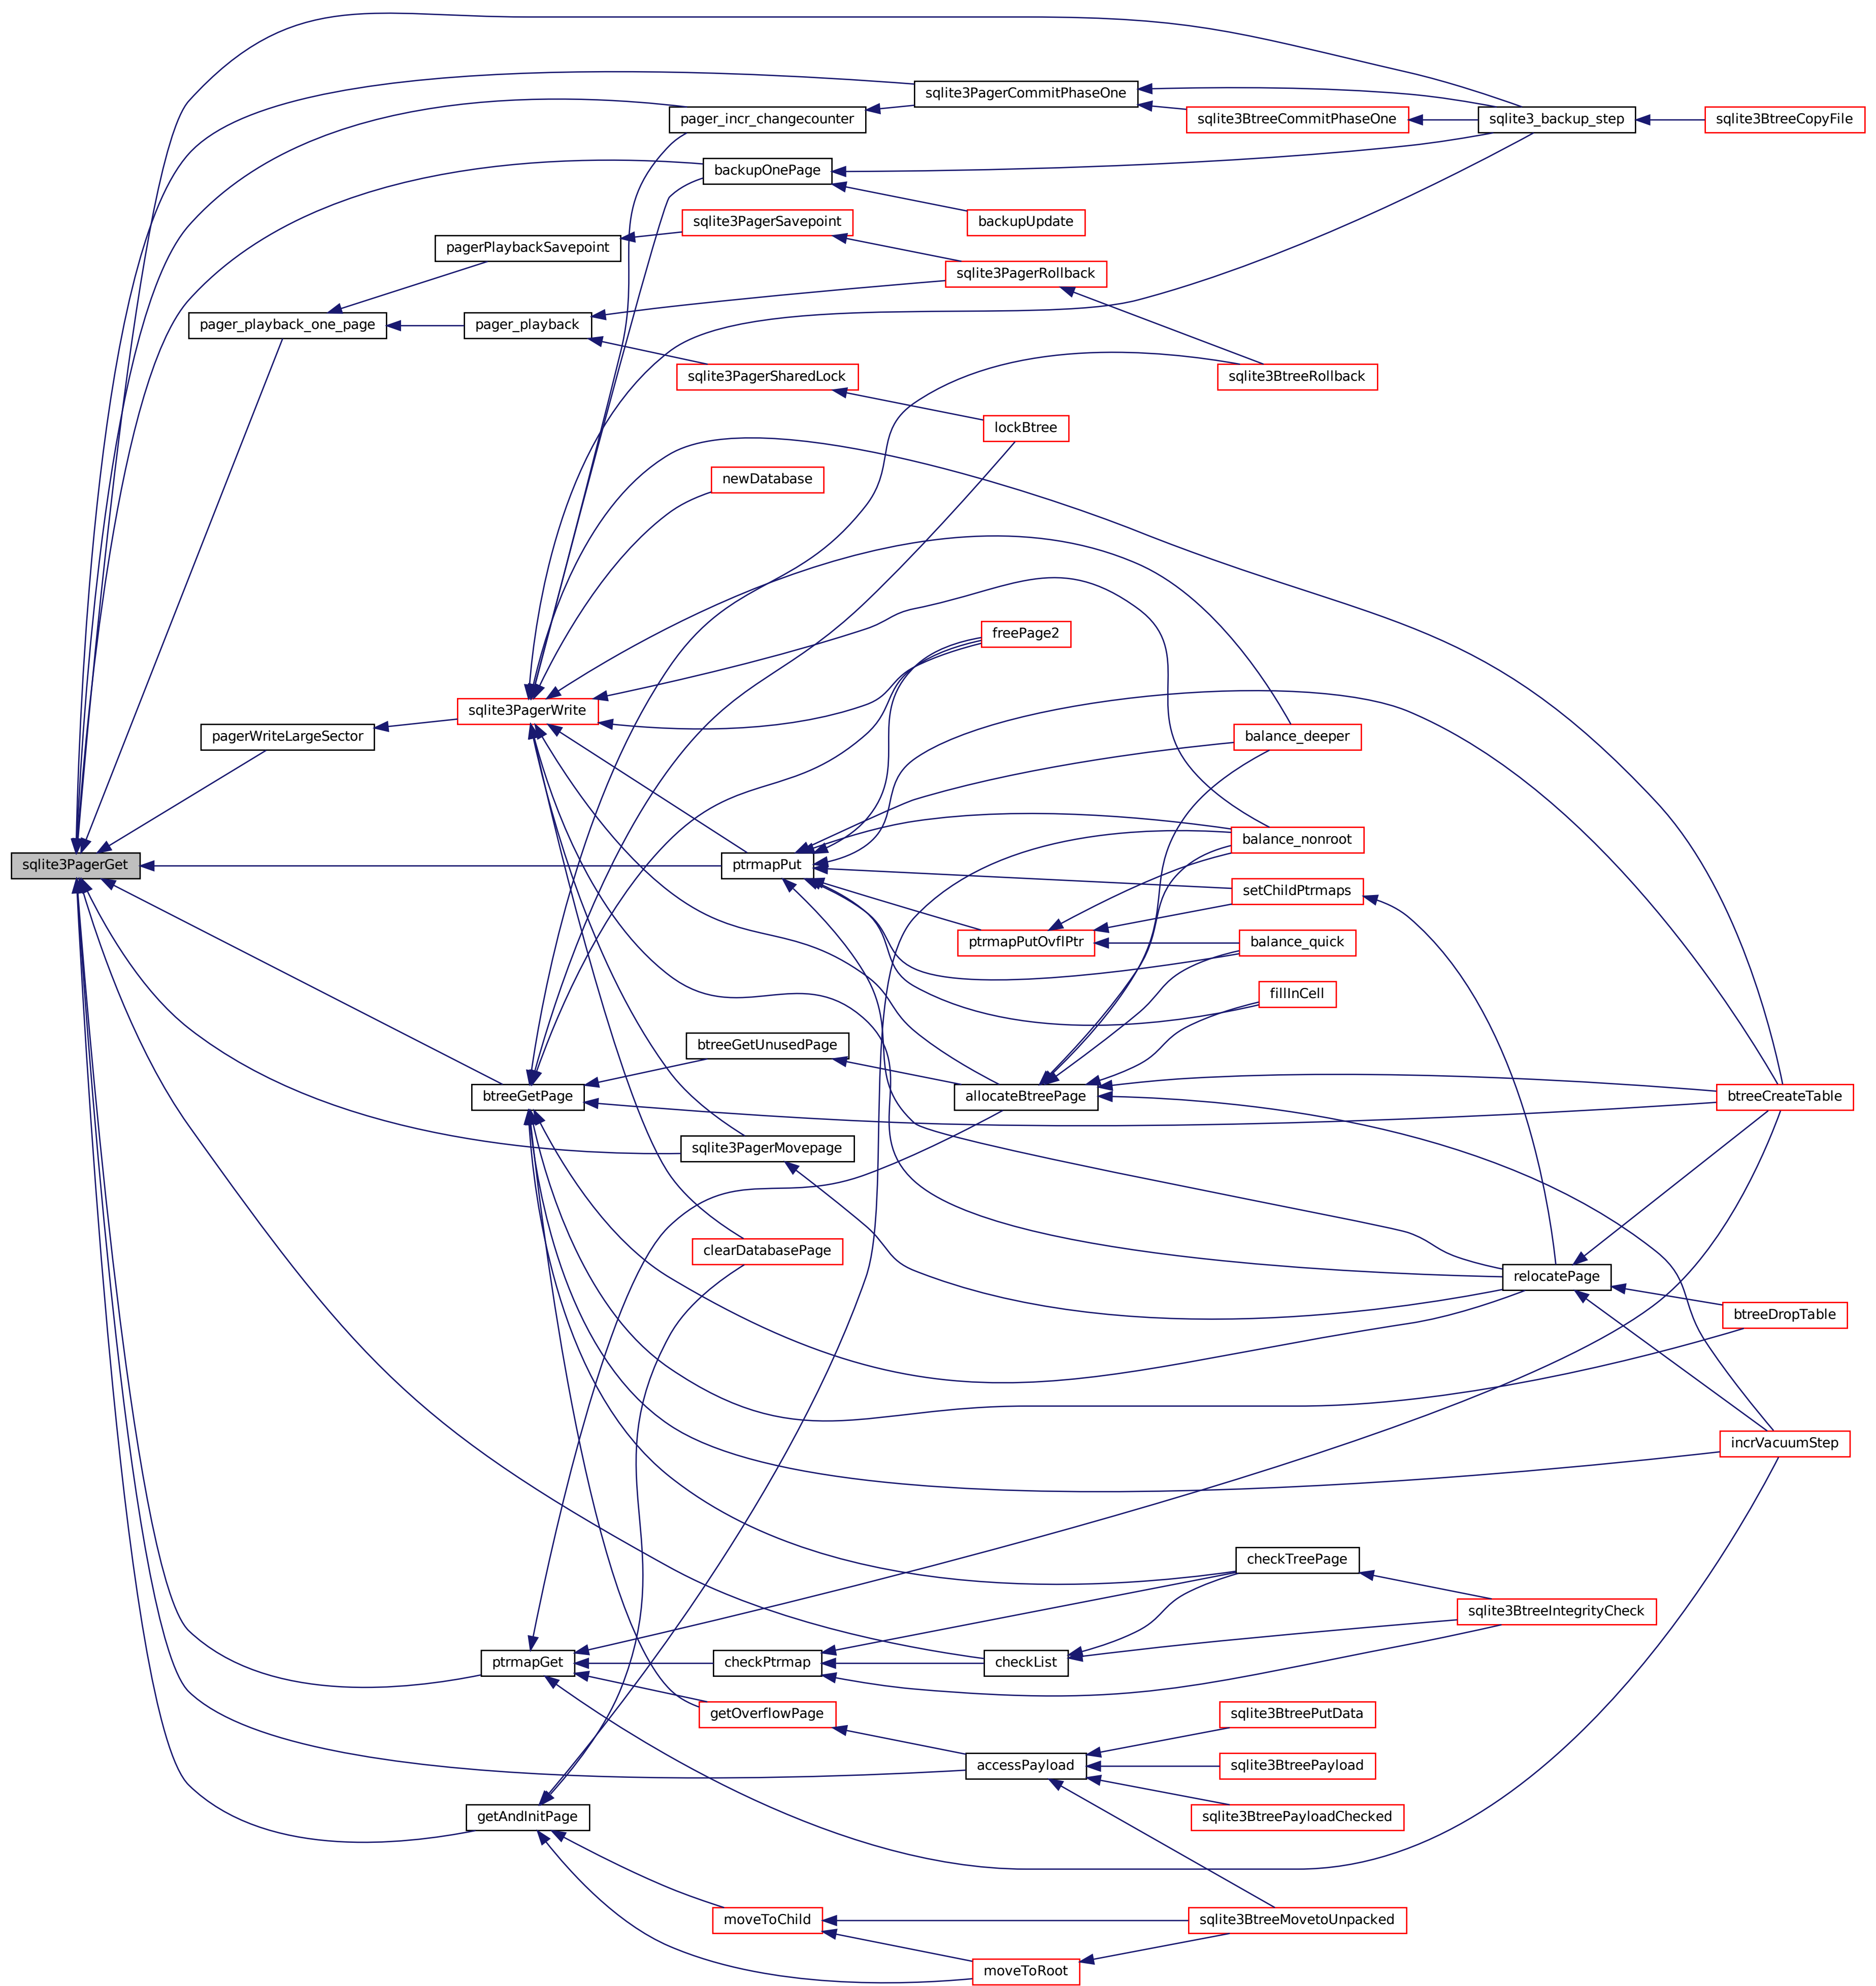 sqlite3PagerCommitPhaseOne
pager_incr_changecounter
sqlite3BtreeCommitPhaseOne
sqlite3_backup_step
sqlite3BtreeCopyFile
backupOnePage
backupUpdate
sqlite3PagerSavepoint
pagerPlaybackSavepoint
sqlite3PagerRollback
pager_playback_one_page
pager_playback
sqlite3PagerSharedLock
sqlite3BtreeRollback
lockBtree
newDatabase
freePage2
sqlite3PagerWrite
pagerWriteLargeSector
balance_deeper
balance_nonroot
sqlite3PagerGet
ptrmapPut
setChildPtrmaps
ptrmapPutOvflPtr
balance_quick
fillInCell
btreeGetUnusedPage
btreeGetPage
allocateBtreePage
btreeCreateTable
sqlite3PagerMovepage
clearDatabasePage
relocatePage
btreeDropTable
incrVacuumStep
checkTreePage
sqlite3BtreeIntegrityCheck
ptrmapGet
checkPtrmap
checkList
getOverflowPage
sqlite3BtreePutData
accessPayload
sqlite3BtreePayload
getAndInitPage
sqlite3BtreePayloadChecked
moveToChild
sqlite3BtreeMovetoUnpacked
moveToRoot